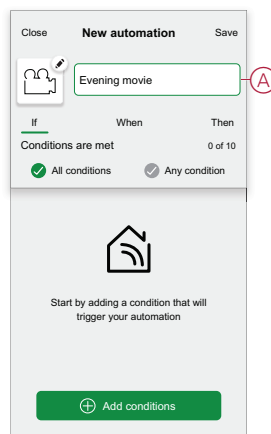 Close New automation Save
Evening movie
A
If When Then
Conditions are met 0 of 10
All conditions Any condition
Start by adding a condition that will
trigger your automation
Add conditions